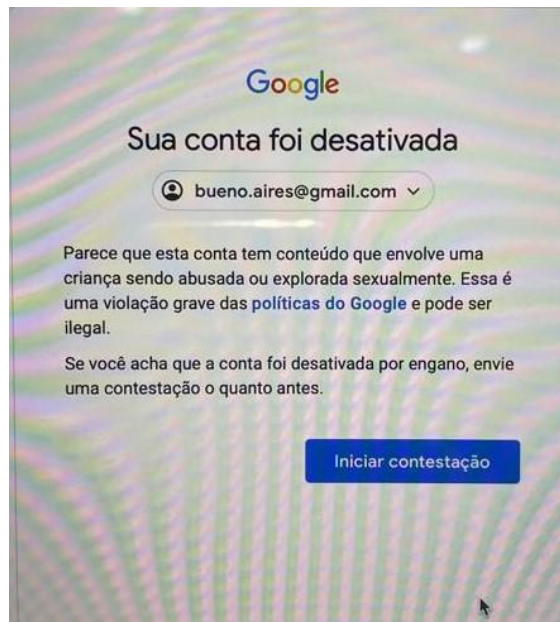 Google
Sua conta foi desativada
bueno.aires@gmail.com
Parece que esta conta tem conteúdo que envolve uma
criança sendo abusada ou explorada sexualmente. Essa é
uma violação grave das políticas do Google e pode ser
ilegal.
Se você acha que a conta foi desativada por engano, envie
uma contestação o quanto antes.
Iniciar contestação